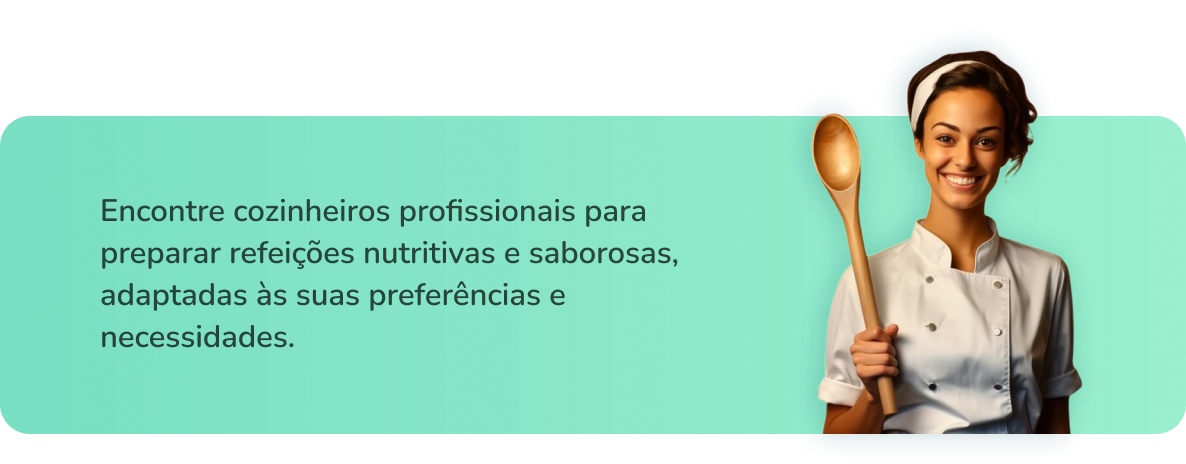 Encontre cozinheiros profissionais para
preparar refeições nutritivas e saborosas,
adaptadas às suas preferências e
necessidades.